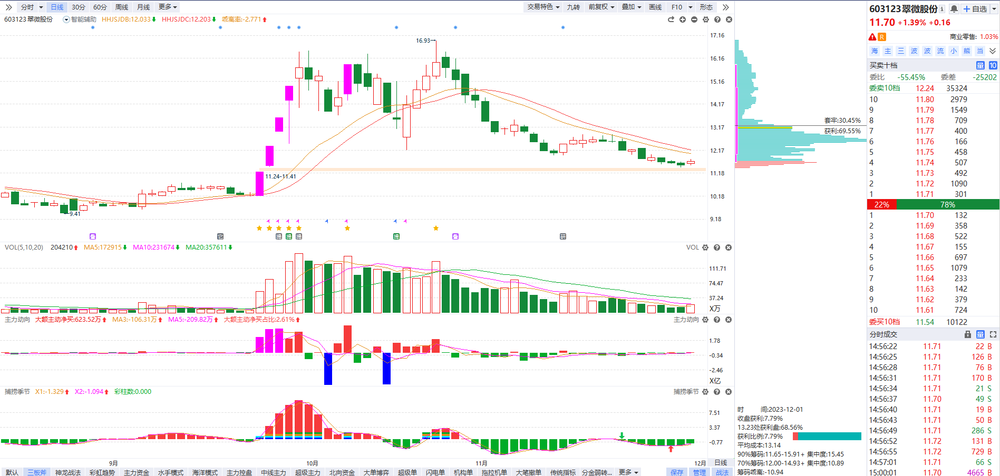 分时 日线 30分 60分 周线 月线 更多 交易特色 九转 前复权 叠加 画线 F10 形态
603123 翠微股份 智能辅助 HHJSJDB:12.033 HHJSJDC:12.203 乖离率:-2.771
17.16
16.93
16.16
15.16
14.17
13.17
12.17
11.18
11.24-11.41
10.18
9.41
9.18
VOL(5,10,20) 204210 MA5:172915 MA10:231674 MA20:357611 VOL
111.71
74.47
37.24
X万
主力动向 大额主动净买:623.52万 MA3:-106.31万 MA5:-209.82万 大额主动净买占比:2.61% 主力动向
1.78
-0.34
-2.46
X亿
捕捞季节 X1:-1.329 X2:-1.094 彩柱数:0.000 捕捞季节
7.51
3.37
-0.77
9月 10月 11月 12月 日线
默认 三板斧 神龙战法 彩虹趋势 主力资金 水手模式 海洋模式 主力控盘 中线主力 超级主力 北向资金 大单博弈 超级单 闪电单 机构单 拖拉机单 大笔撤单 传统指标 分金弱转... 更多 保存 管理 战法
套牢:30.45%
获利:69.55%
时 间:2023-12-01
收盘获利:7.79%
13.23处获利盘:68.56%
获利比例:7.79%
平均成本:13.14
90%筹码:11.65-15.91+ 集中度:15.45
70%筹码:12.00-14.93+ 集中度:10.89
筹码乖离:-10.94
603123 翠微股份 自选
11.70 +1.39% +0.16
R 商业零售: 1.03%
海 主 三 波 波 流 小 熊 当
买卖十档 量 10
委比 -55.45% 委差 -25202
委卖10档 12.24 35324
10 11.80 2979
9 11.79 1549
8 11.78 709
7 11.77 400
6 11.76 166
5 11.75 458
4 11.74 507
3 11.73 492
2 11.72 1090
1 11.71 301
22% 78%
1 11.70 132
2 11.69 358
3 11.68 522
4 11.67 155
5 11.66 697
6 11.65 1079
7 11.64 233
8 11.63 142
9 11.62 379
10 11.61 724
委买10档 11.54 10122
分时成交 量
14:56:22 11.71 22 B
14:56:25 11.71 126 B
14:56:28 11.71 76 B
14:56:31 11.71 170 B
14:56:34 11.71 21 S
14:56:37 11.70 49 S
14:56:40 11.71 19 B
14:56:43 11.71 50 B
14:56:49 11.71 286 S
14:56:52 11.72 131 B
14:56:55 11.72 729 B
14:57:01 11.71 66 S
15:00:01 11.70 4665 B